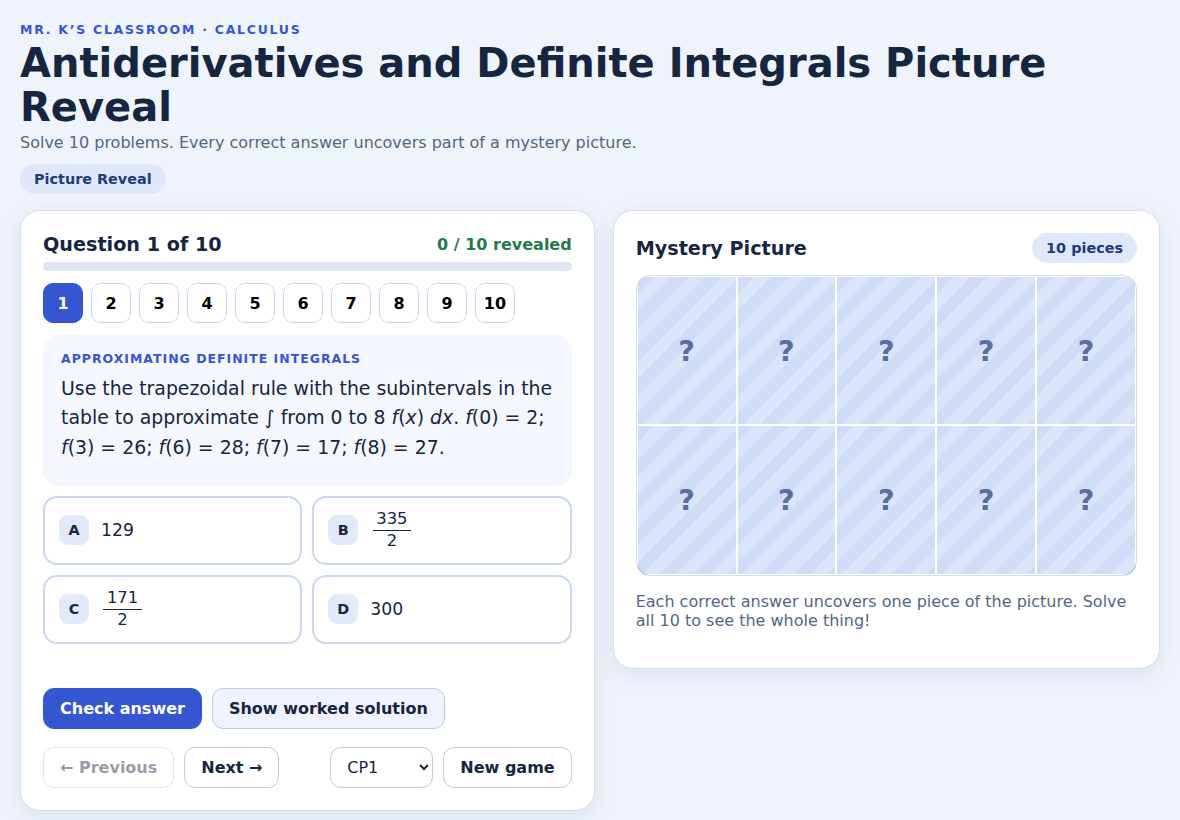 MR. K’S CLASSROOM · CALCULUS
Antiderivatives and Definite Integrals Picture
Reveal
Solve 10 problems. Every correct answer uncovers part of a mystery picture.
Picture Reveal
Question 1 of 10
0 / 10 revealed
1 2 3 4 5 6 7 8 9 10
APPROXIMATING DEFINITE INTEGRALS
Use the trapezoidal rule with the subintervals in the
table to approximate ∫ from 0 to 8 f(x) dx. f(0) = 2;
f(3) = 26; f(6) = 28; f(7) = 17; f(8) = 27.
A 129
B 335/2
C 171/2
D 300
Check answer
Show worked solution
← Previous
Next →
CP1
New game
Mystery Picture
10 pieces
? ? ? ? ?
? ? ? ? ?
Each correct answer uncovers one piece of the picture. Solve
all 10 to see the whole thing!